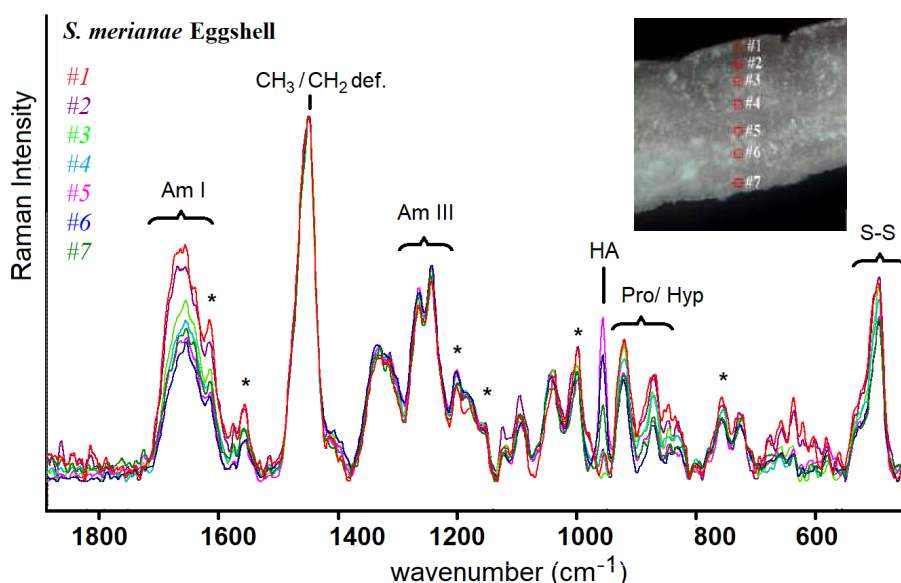 S. merianae Eggshell
#1
#2
#3
#4
#5
#6
#7
CH₃ / CH₂ def.
Am I
*
*
Am III
*
*
HA
*
Pro/ Hyp
*
S-S
#1
#2
#3
#4
#5
#6
#7
Raman Intensity
1800 1600 1400 1200 1000 800 600
wavenumber (cm⁻¹)